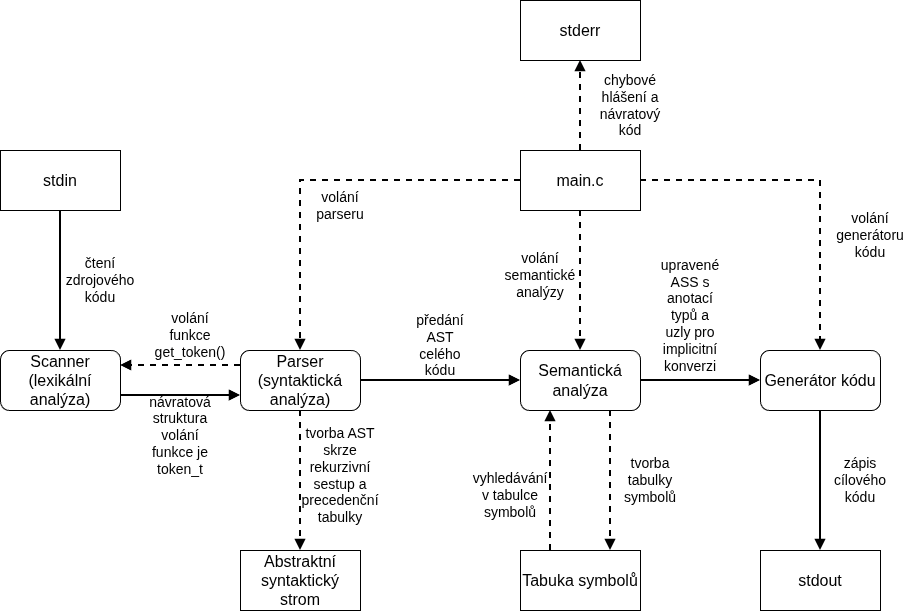 stderr
chybové
hlášení a
návratový
kód
stdin
main.c
volání
parseru
volání
generátoru
kódu
čtení
zdrojového
kódu
volání
semantické
analýzy
upravené
ASS s
anotací
typů a
uzly pro
implicitní
konverzi
volání
funkce
get_token()
předání
AST
celého
kódu
Scanner
(lexikální
analýza)
Parser
(syntaktická
analýza)
Semantická
analýza
Generátor kódu
návratová
struktura
volání
funkce je
token_t
tvorba AST
skrze
rekurzivní
sestup a
precedenční
tabulky
vyhledávání
v tabulce
symbolů
tvorba
tabulky
symbolů
zápis
cílového
kódu
Abstraktní
syntaktický
strom
Tabuka symbolů
stdout